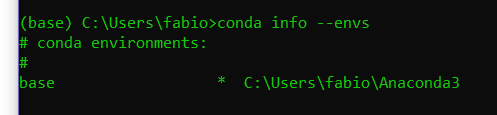 (base) C:\Users\fabio>conda info --envs
# conda environments:
#
base                  *  C:\Users\fabio\Anaconda3